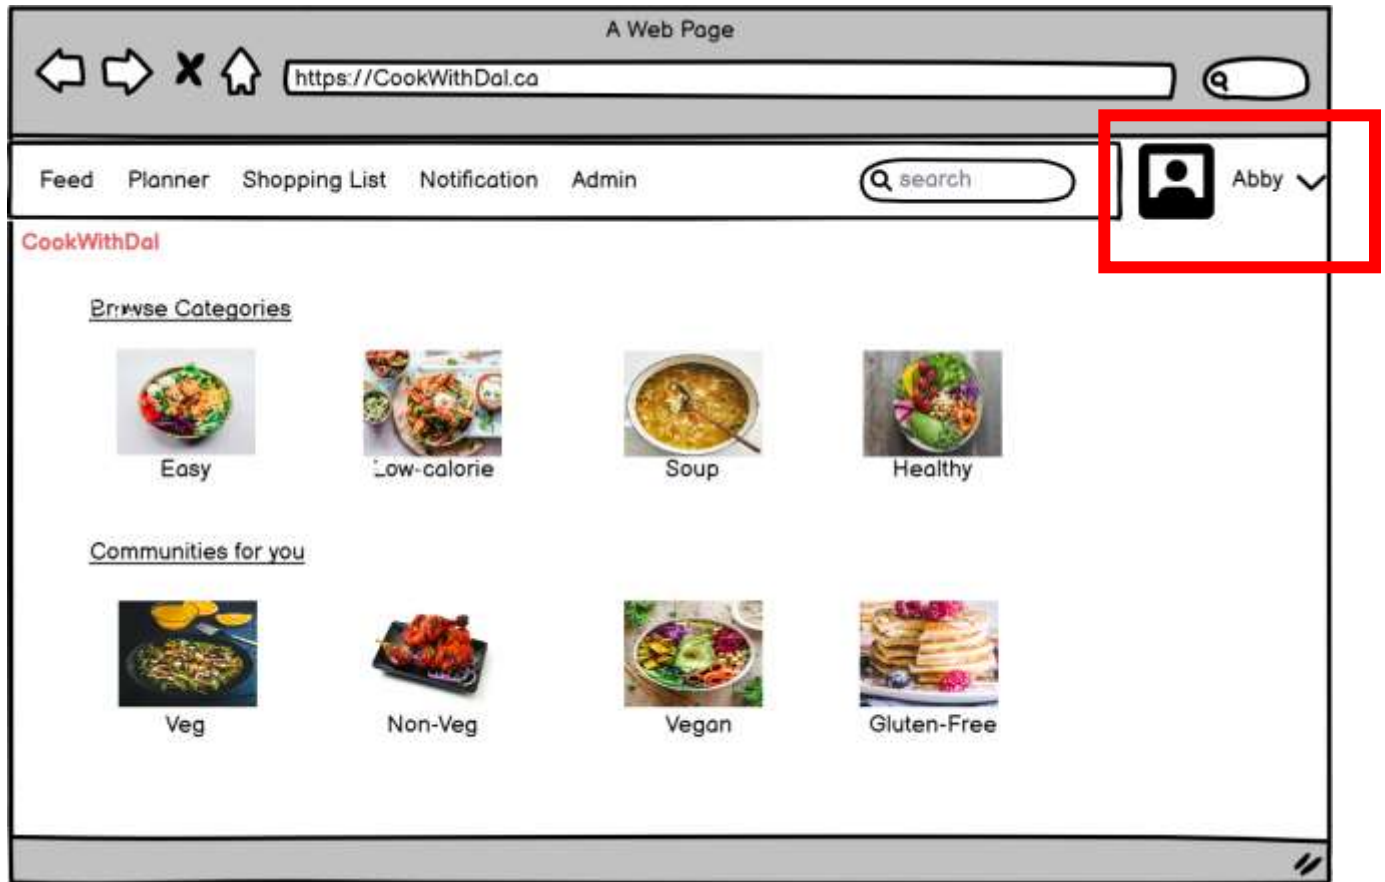 A Web Page
https://CookWithDal.ca
Feed Planner Shopping List Notification Admin search Abby
CookWithDal
Browse Categories
Easy Low-calorie Soup Healthy
Communities for you
Veg Non-Veg Vegan Gluten-Free